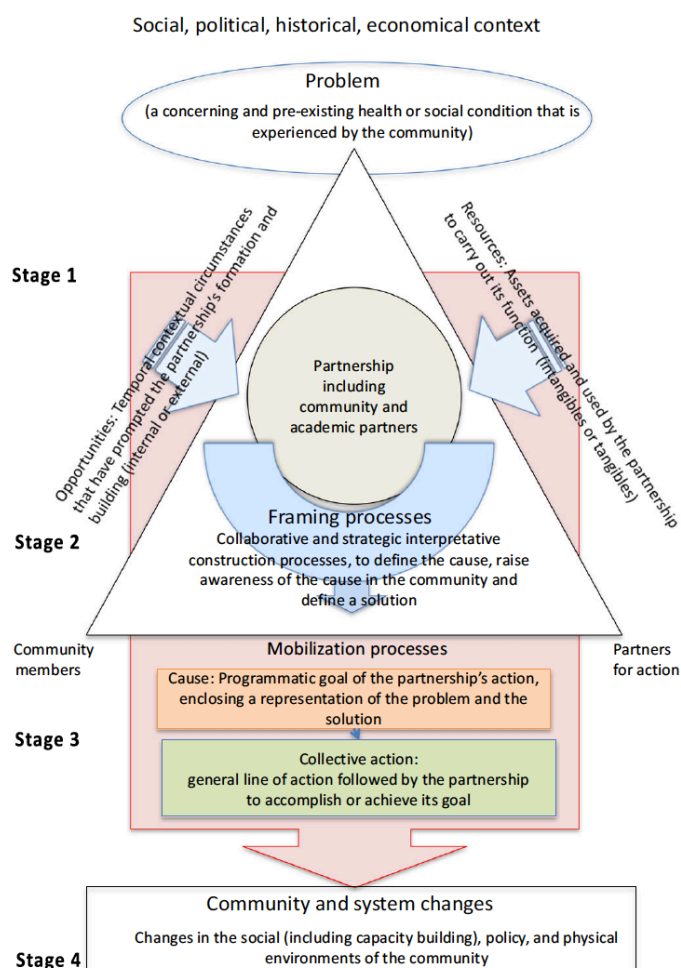 Social, political, historical, economical context
Problem
(a concerning and pre-existing health or social condition that is
experienced by the community)
Stage 1
Opportunities: Temporal contextual circumstances
that have prompted the partnership's formation and
building (internal or external)
Resources: Assets acquired and used by the partnership
to carry out its function (intangibles or tangibles)
Partnership
including
community and
academic partners
Stage 2
Framing processes
Collaborative and strategic interpretative
construction processes, to define the cause, raise
awareness of the cause in the community and
define a solution
Community
members
Partners
for action
Mobilization processes
Cause: Programmatic goal of the partnership's action,
enclosing a representation of the problem and the
solution
Stage 3
Collective action:
general line of action followed by the partnership
to accomplish or achieve its goal
Community and system changes
Changes in the social (including capacity building), policy, and physical
environments of the community
Stage 4